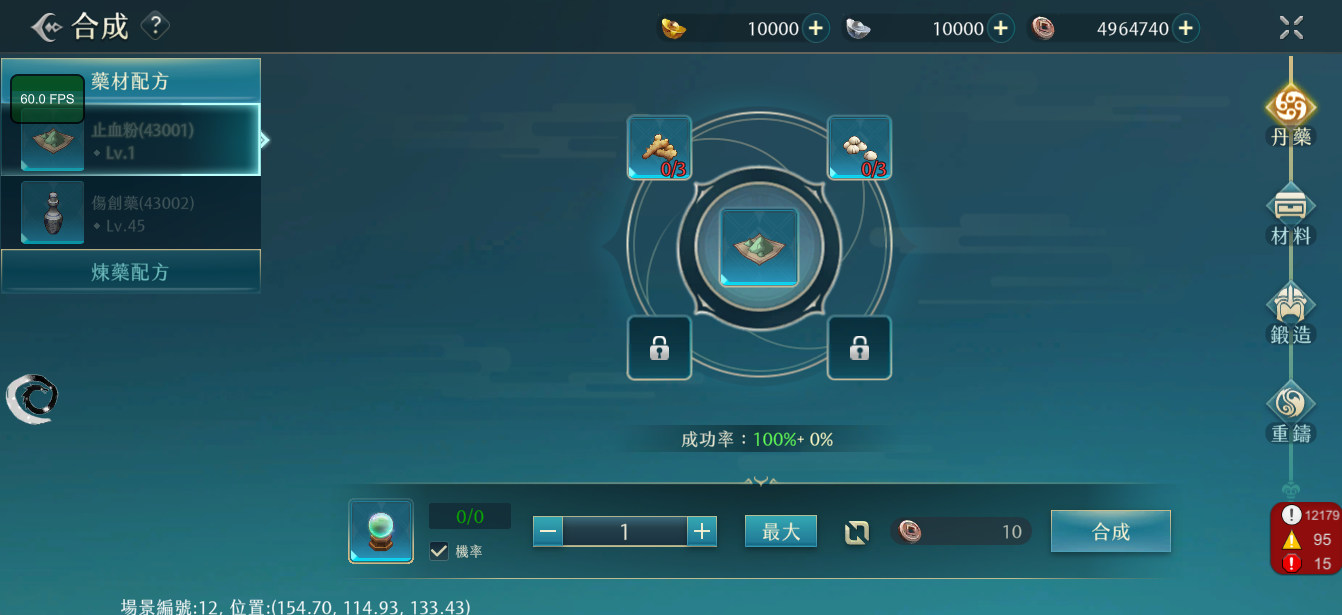 合成 ?
10000 10000 4964740
藥材配方
60.0 FPS
止血粉(43001)
Lv.1
傷創藥(43002)
Lv.45
煉藥配方
0/3 0/3
成功率：100%+ 0%
0/0
機率
1
最大
10
合成
丹藥
材料
鍛造
重鑄
12179
95
15
場景編號:12, 位置:(154.70, 114.93, 133.43)